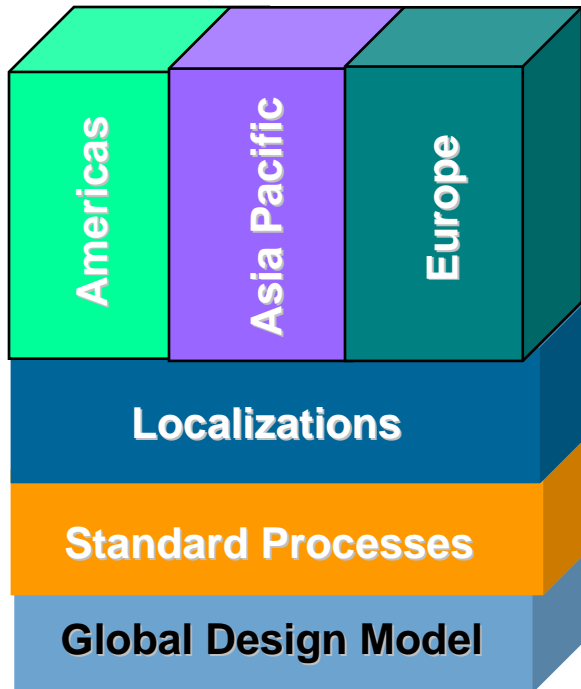 Americas
Asia Pacific
Europe
Localizations
Standard Processes
Global Design Model